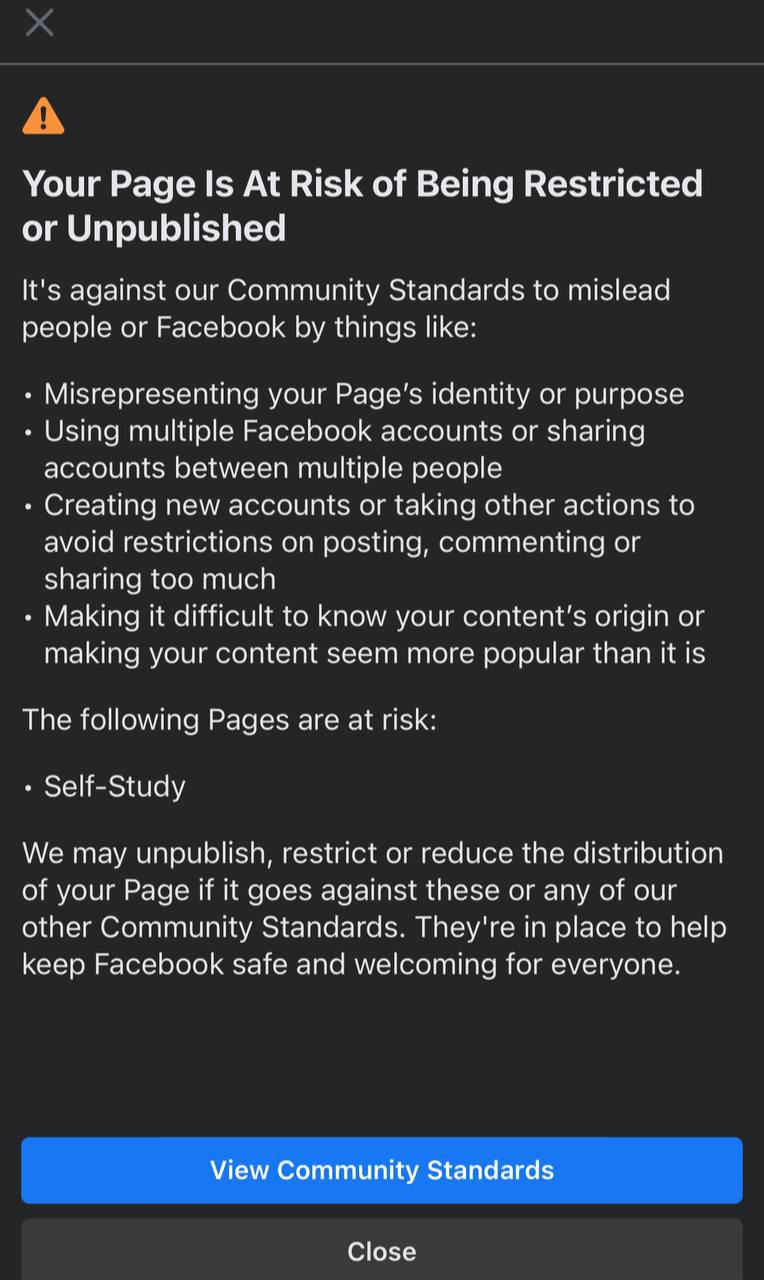 Your Page Is At Risk of Being Restricted
or Unpublished
It's against our Community Standards to mislead
people or Facebook by things like:
• Misrepresenting your Page’s identity or purpose
• Using multiple Facebook accounts or sharing
accounts between multiple people
• Creating new accounts or taking other actions to
avoid restrictions on posting, commenting or
sharing too much
• Making it difficult to know your content’s origin or
making your content seem more popular than it is
The following Pages are at risk:
• Self-Study
We may unpublish, restrict or reduce the distribution
of your Page if it goes against these or any of our
other Community Standards. They're in place to help
keep Facebook safe and welcoming for everyone.
View Community Standards
Close